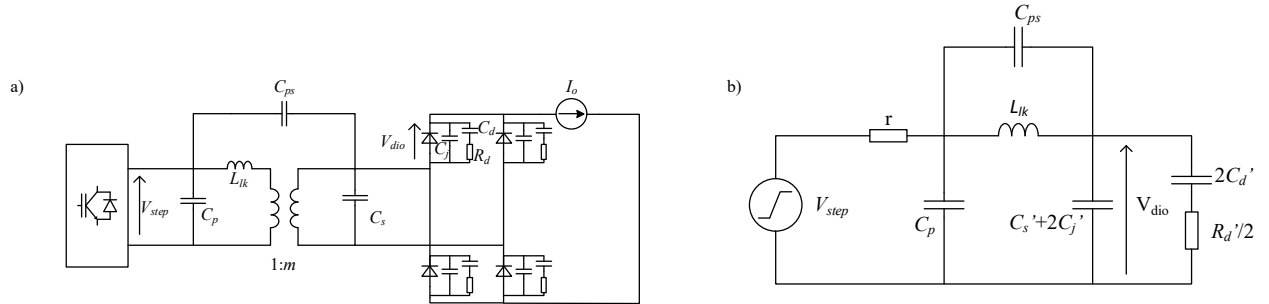 a)
C_ps
I_o
V_dio
C_d
C_j
R_d
L_lk
V_step
C_p
C_s
1:m
b)
C_ps
r
L_lk
V_step
C_p
C_s'+2C_j'
V_dio
2C_d'
R_d'/2